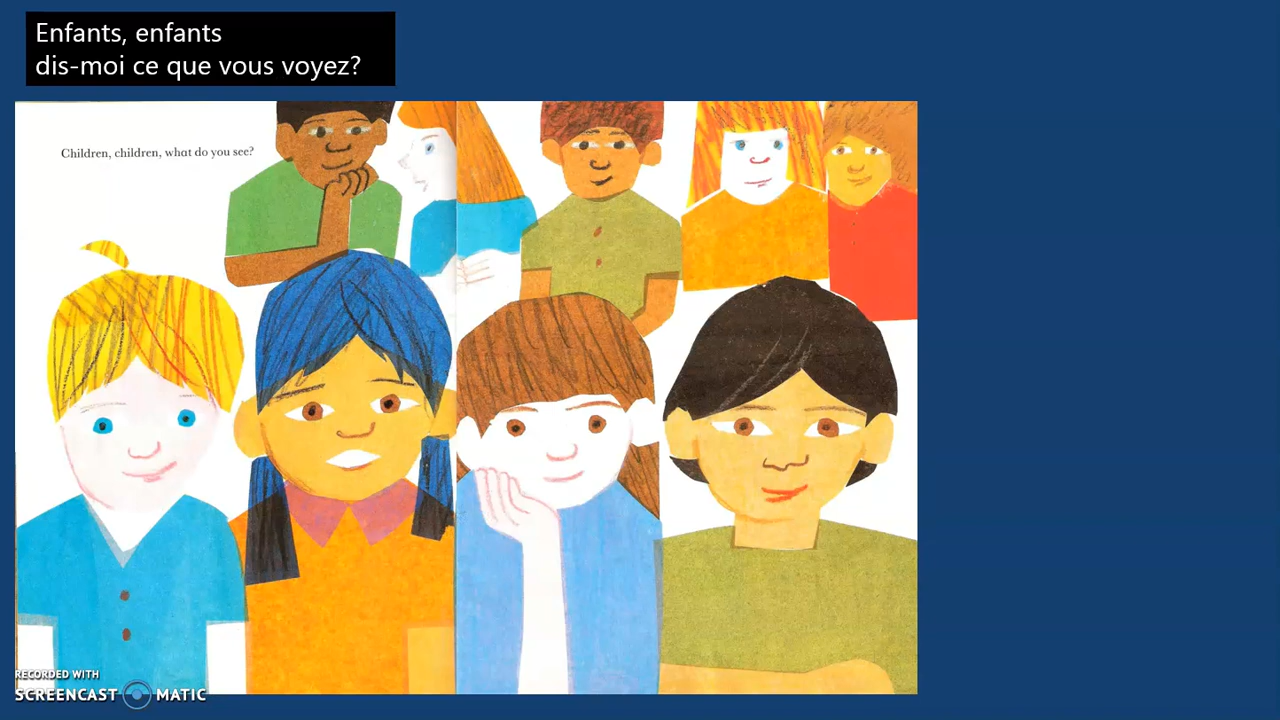 Enfants, enfants
dis-moi ce que vous voyez?
Children, children, what do you see?
RECORDED WITH
SCREENCAST MATIC